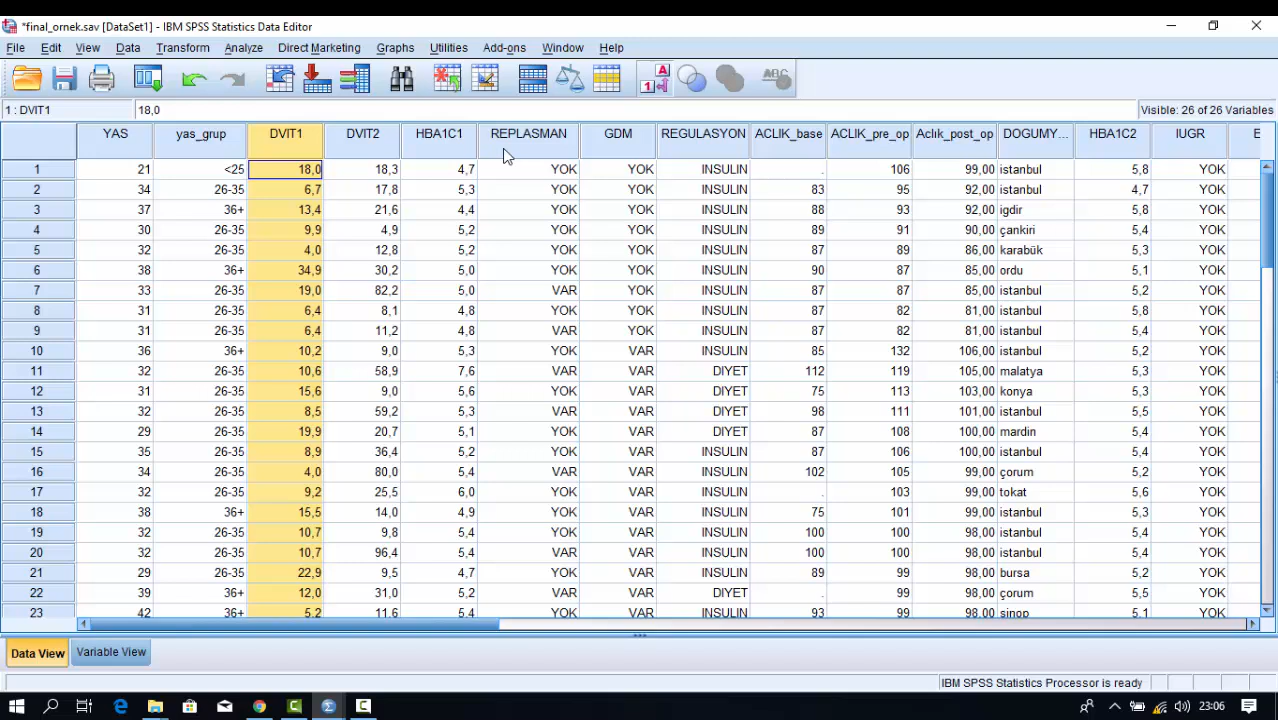 *final_ornek.sav [DataSet1] - IBM SPSS Statistics Data Editor
File Edit View Data Transform Analyze Direct Marketing Graphs Utilities Add-ons Window Help
1 : DVIT1 18,0 Visible: 26 of 26 Variables
YAS yas_grup DVIT1 DVIT2 HBA1C1 REPLASMAN GDM REGULASYON ACLIK_base ACLIK_pre_op Aclik_post_op DOGUMY... HBA1C2 IUGR E
1 21 <25 18,0 18,3 4,7 YOK YOK INSULIN . 106 99,00 istanbul 5,8 YOK
2 34 26-35 6,7 17,8 5,3 YOK YOK INSULIN 83 95 92,00 istanbul 4,7 YOK
3 37 36+ 13,4 21,6 4,4 YOK YOK INSULIN 88 93 92,00 igdir 5,8 YOK
4 30 26-35 9,9 4,9 5,2 YOK YOK INSULIN 89 91 90,00 çankiri 5,4 YOK
5 32 26-35 4,0 12,8 5,2 YOK YOK INSULIN 87 89 86,00 karabük 5,3 YOK
6 38 36+ 34,9 30,2 5,0 YOK YOK INSULIN 90 87 85,00 ordu 5,1 YOK
7 33 26-35 19,0 82,2 5,0 VAR YOK INSULIN 87 87 85,00 istanbul 5,2 YOK
8 31 26-35 6,4 8,1 4,8 YOK YOK INSULIN 87 82 81,00 istanbul 5,8 YOK
9 31 26-35 6,4 11,2 4,8 VAR YOK INSULIN 87 82 81,00 istanbul 5,4 YOK
10 36 36+ 10,2 9,0 5,3 YOK VAR INSULIN 85 132 106,00 istanbul 5,2 YOK
11 32 26-35 10,6 58,9 7,6 VAR VAR DIYET 112 119 105,00 malatya 5,3 YOK
12 31 26-35 15,6 9,0 5,6 YOK VAR DIYET 75 113 103,00 konya 5,3 YOK
13 32 26-35 8,5 59,2 5,3 VAR VAR DIYET 98 111 101,00 istanbul 5,5 YOK
14 29 26-35 19,9 20,7 5,1 YOK VAR DIYET 87 108 100,00 mardin 5,4 YOK
15 35 26-35 8,9 36,4 5,2 YOK VAR INSULIN 87 106 100,00 istanbul 5,4 YOK
16 34 26-35 4,0 80,0 5,4 VAR VAR INSULIN 102 105 99,00 çorum 5,2 YOK
17 32 26-35 9,2 25,5 6,0 YOK VAR INSULIN . 103 99,00 tokat 5,6 YOK
18 38 36+ 15,5 14,0 4,9 YOK VAR INSULIN 75 101 99,00 istanbul 5,3 YOK
19 32 26-35 10,7 9,8 5,4 YOK VAR INSULIN 100 100 98,00 istanbul 5,4 YOK
20 32 26-35 10,7 96,4 5,4 VAR VAR INSULIN 100 100 98,00 istanbul 5,4 YOK
21 29 26-35 22,9 9,5 4,7 YOK VAR INSULIN 89 99 98,00 bursa 5,2 YOK
22 39 36+ 12,0 31,0 5,2 VAR VAR DIYET . 99 98,00 çorum 5,5 YOK
23 42 36+ 5,2 11,6 5,4 YOK VAR INSULIN 93 99 98,00 sinop 5,1 YOK
Data View Variable View
IBM SPSS Statistics Processor is ready
23:06